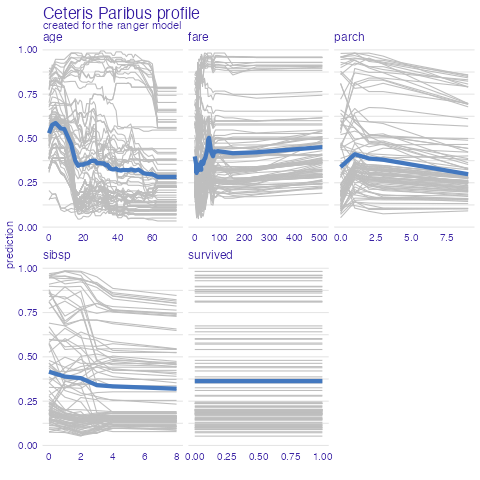 Ceteris Paribus profile
created for the ranger model
age fare parch
1.00
0.75
0.50
0.25
0.00
0 20 40 60 0 100 200 300 400 500 0.0 2.5 5.0 7.5
prediction
sibsp survived
1.00
0.75
0.50
0.25
0.00
0 2 4 6 8 0.00 0.25 0.50 0.75 1.00